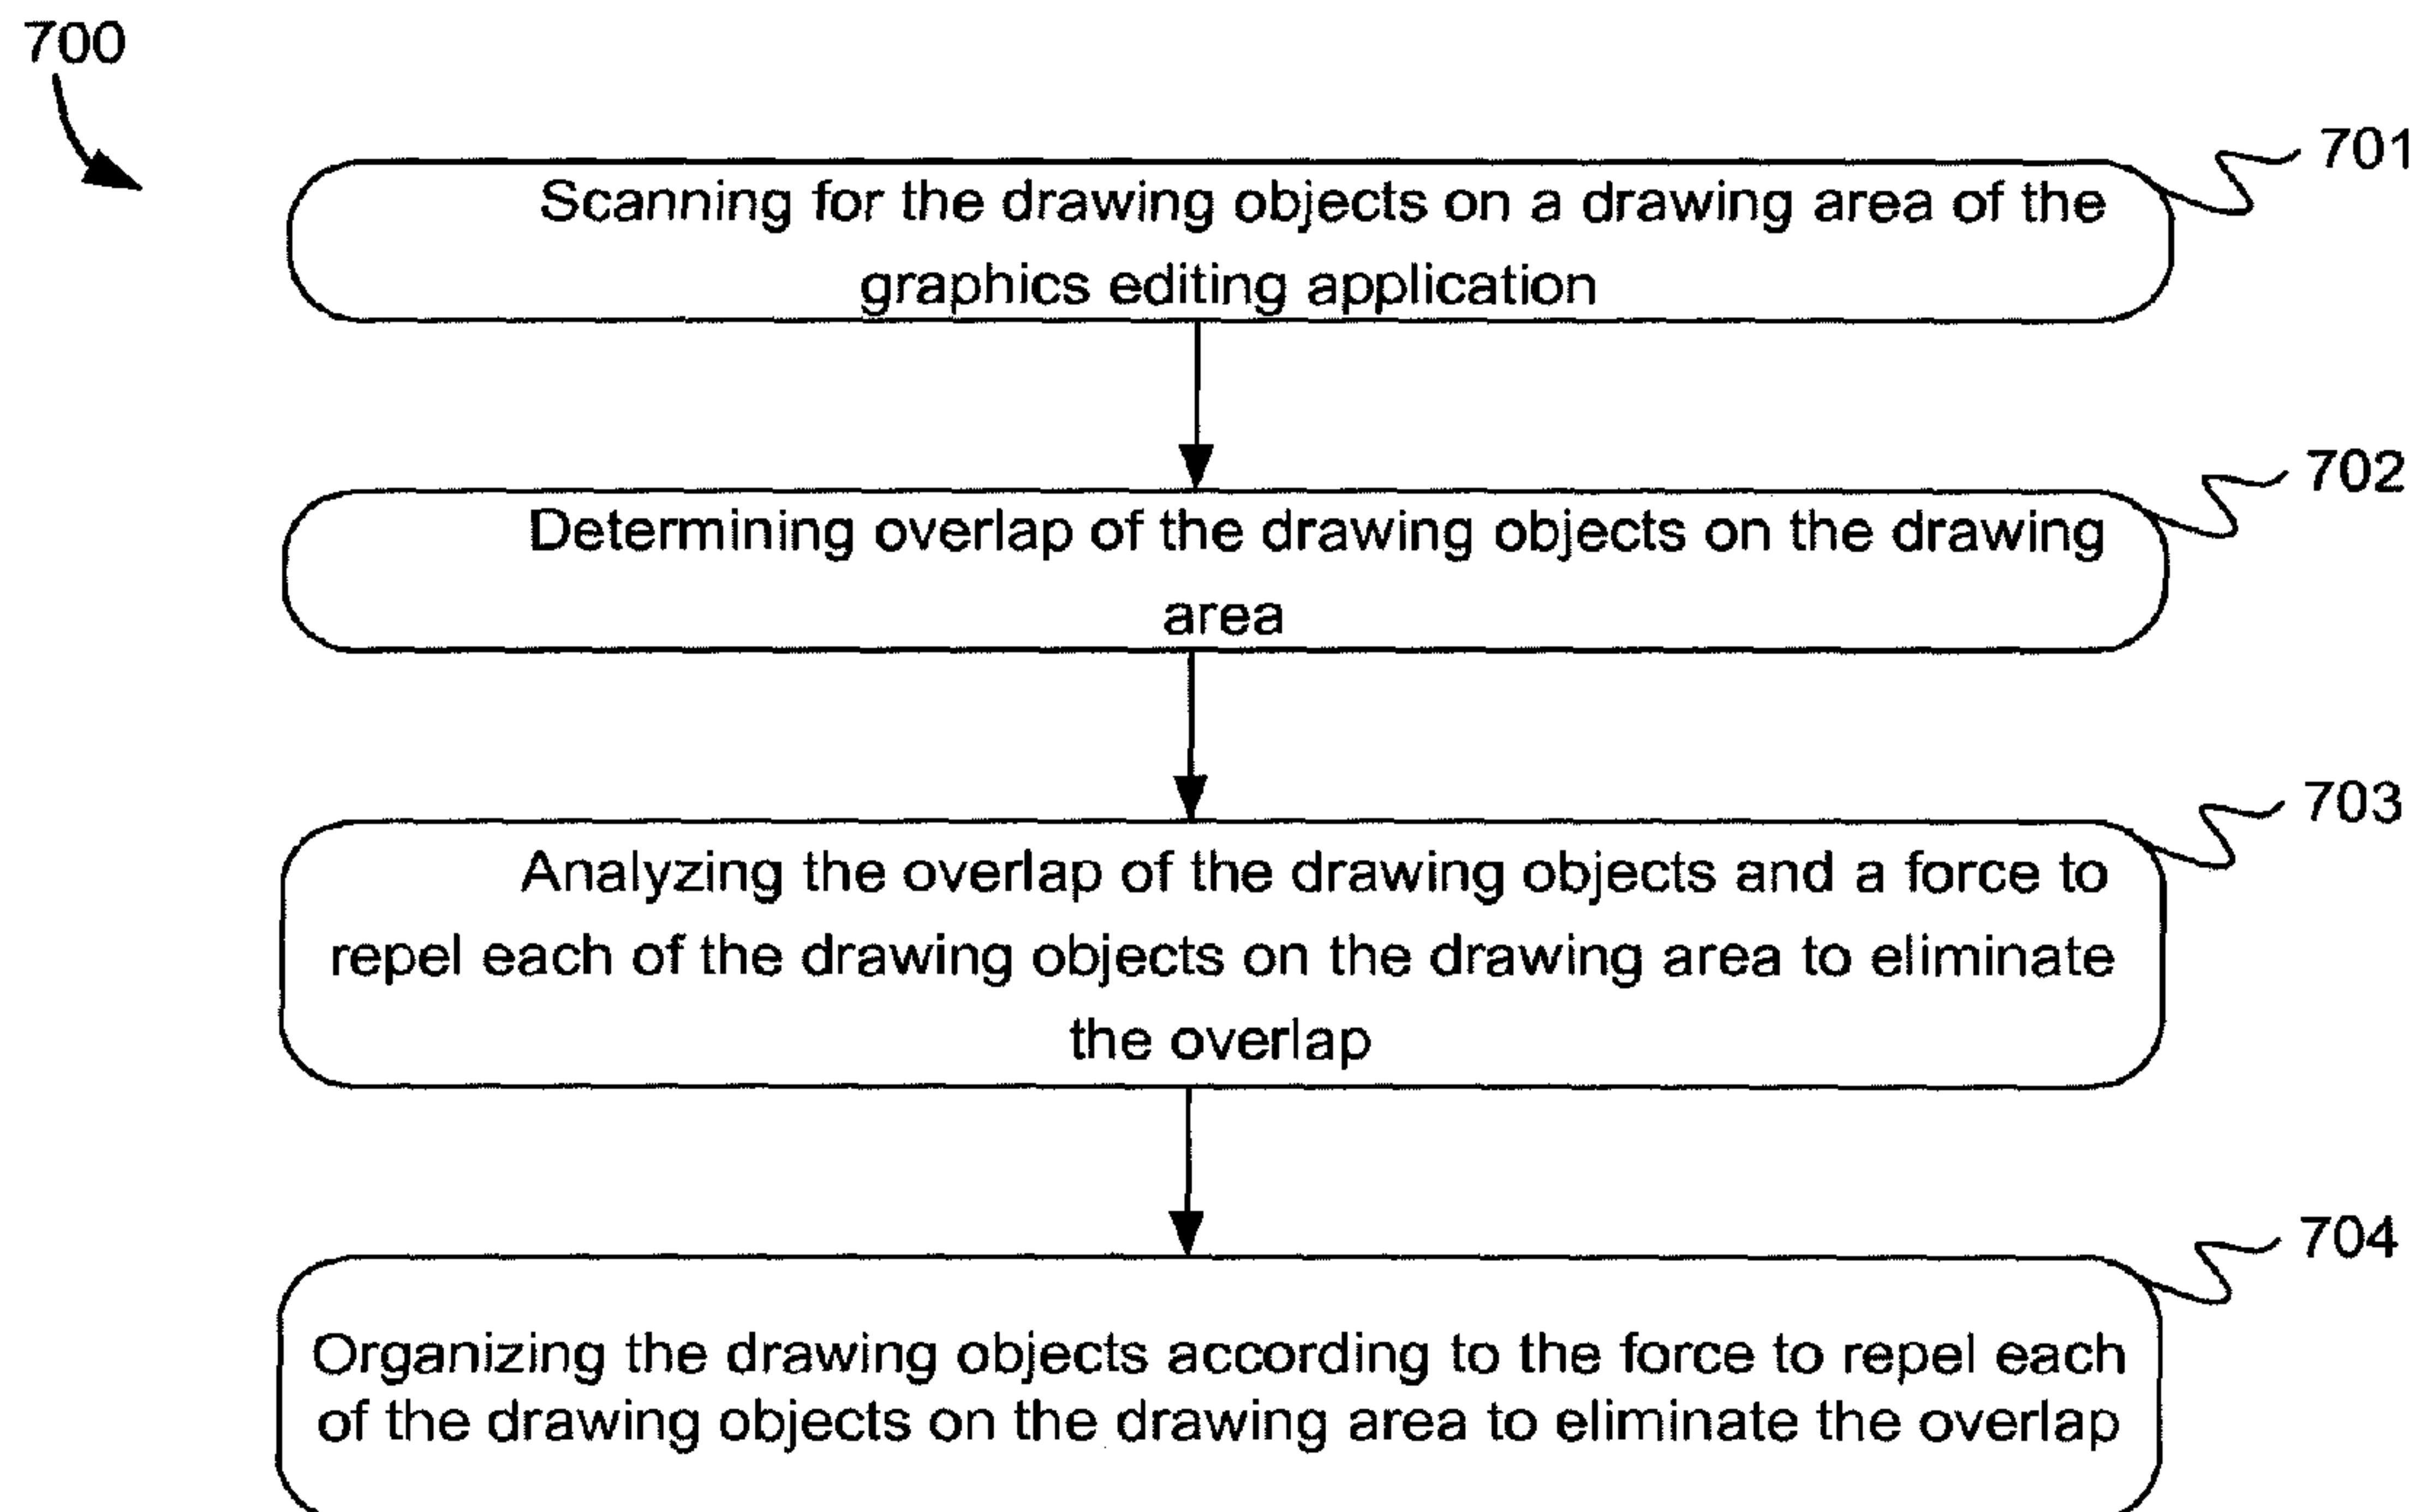 700
701
Scanning for the drawing objects on a drawing area of the
graphics editing application
702
Determining overlap of the drawing objects on the drawing
area
703
Analyzing the overlap of the drawing objects and a force to
repel each of the drawing objects on the drawing area to eliminate
the overlap
704
Organizing the drawing objects according to the force to repel each
of the drawing objects on the drawing area to eliminate the overlap